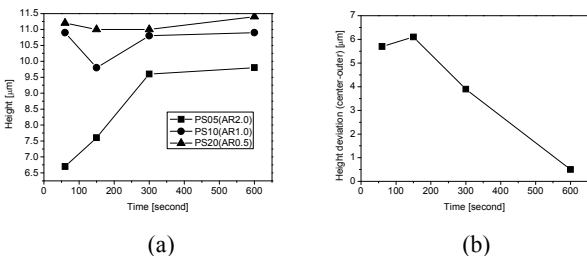 11.5
11.0
10.5
10.0
9.5
9.0
8.5
8.0
7.5
7.0
6.5
Height [μm]
PS05(AR2.0)
PS10(AR1.0)
PS20(AR0.5)
0 100 200 300 400 500 600
Time [second]
(a)
7
6
5
4
3
2
1
0
Height deviation (center-outer) [μm]
0 100 200 300 400 500 600
Time [second]
(b)